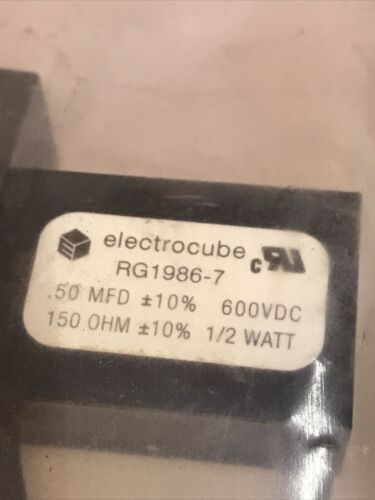 electrocube
RG1986-7
.50 MFD ±10% 600VDC
150 OHM ±10% 1/2 WATT